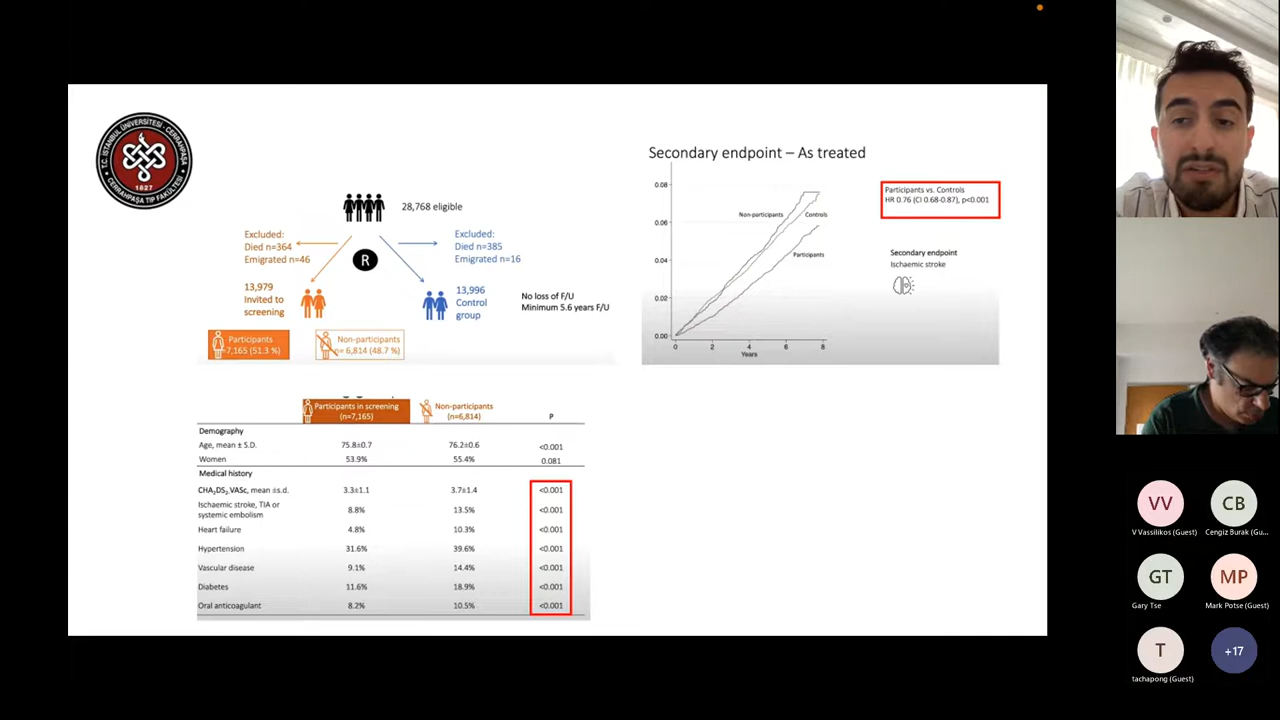 T.C. İSTANBUL ÜNİVERSİTESİ - CERRAHPAŞA
CERRAHPAŞA TIP FAKÜLTESİ
1827
28,768 eligible
Excluded:
Died n=364
Emigrated n=46
R
Excluded:
Died n=385
Emigrated n=16
13,979
Invited to
screening
13,996
Control
group
No loss of F/U
Minimum 5.6 years F/U
Participants
7,165 (51.3 %)
Non-participants
n= 6,814 (48.7 %)
Secondary endpoint – As treated
0.08
0.06
0.04
0.02
0.00
0 2 4 6 8
Years
Non-participants
Controls
Participants
Participants vs. Controls
HR 0.76 (CI 0.68-0.87), p<0.001
Secondary endpoint
Ischaemic stroke
Participants in screening
(n=7,165)
Non-participants
(n=6,814)
P
Demography
Age, mean ± S.D. 75.8±0.7 76.2±0.6 <0.001
Women 53.9% 55.4% 0.081
Medical history
CHA2DS2VASc, mean ±s.d. 3.3±1.1 3.7±1.4 <0.001
Ischaemic stroke, TIA or
systemic embolism 8.8% 13.5% <0.001
Heart failure 4.8% 10.3% <0.001
Hypertension 31.6% 39.6% <0.001
Vascular disease 9.1% 14.4% <0.001
Diabetes 11.6% 18.9% <0.001
Oral anticoagulant 8.2% 10.5% <0.001
VV
V Vassilikos (Guest)
CB
Cengiz Burak (Gu...
GT
Gary Tse
MP
Mark Potse (Guest)
T
tachapong (Guest)
+17